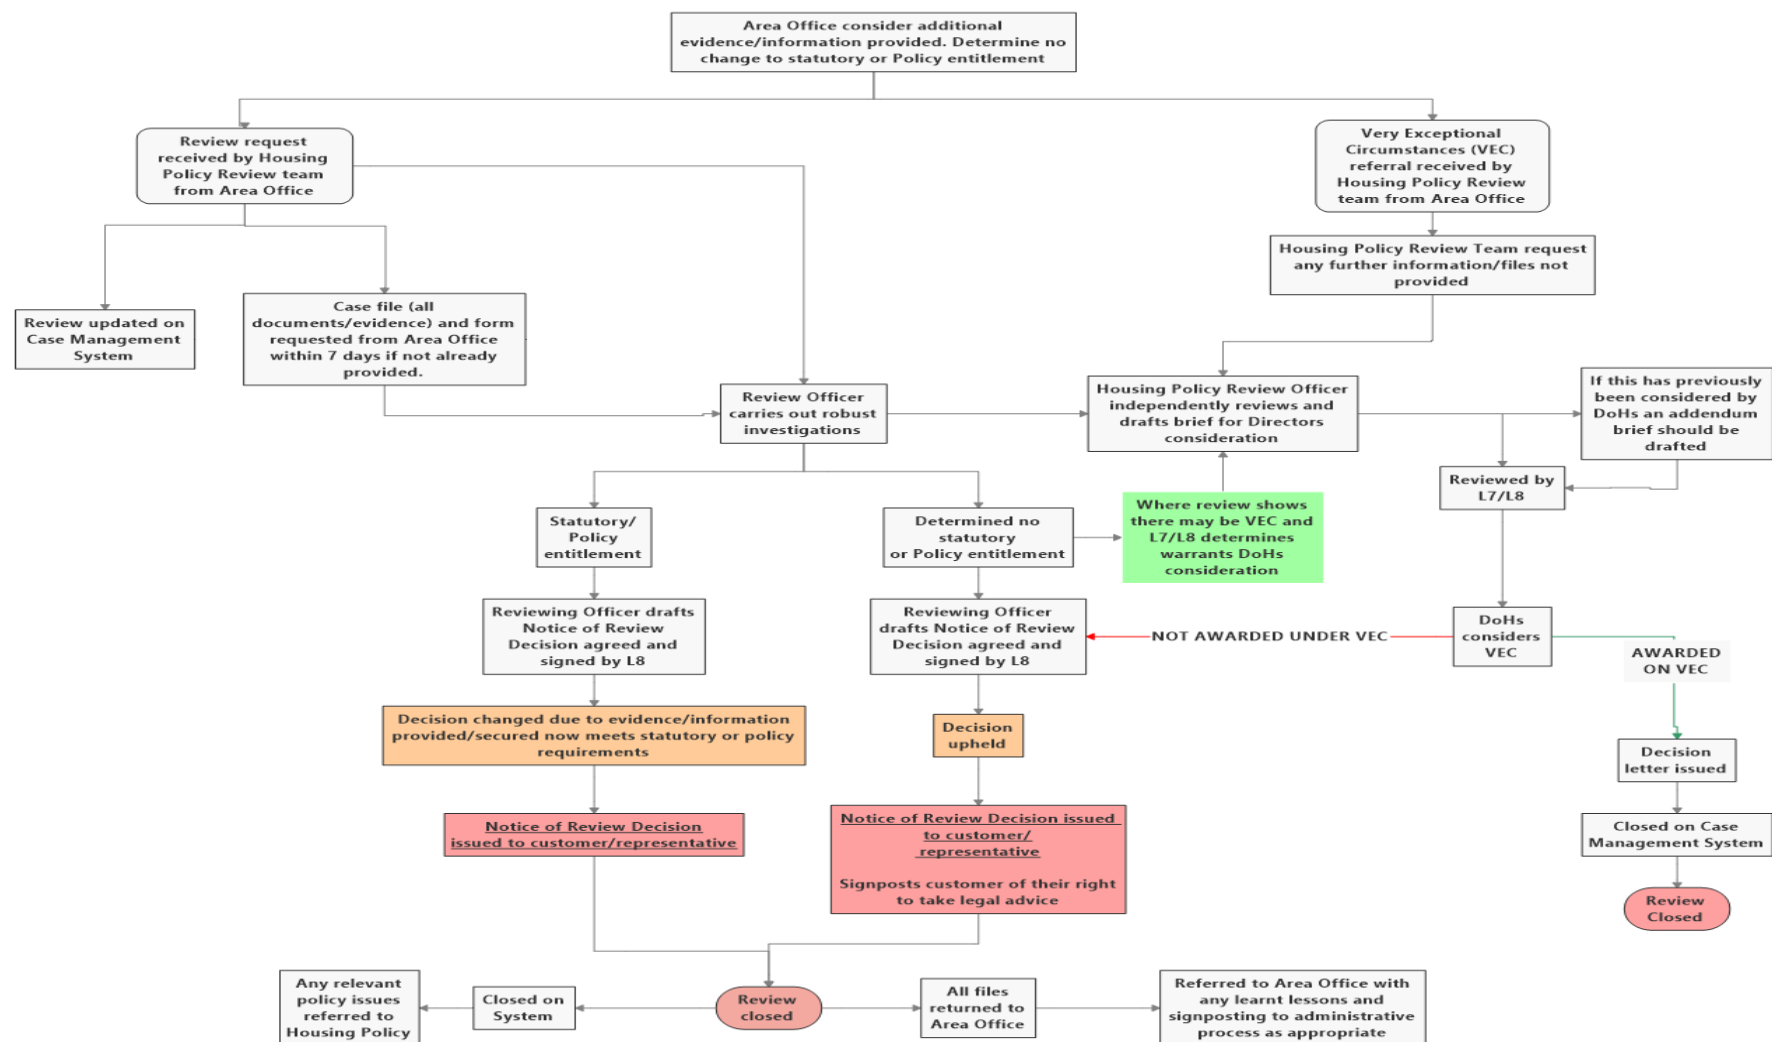 Area Office consider additional
evidence/information provided. Determine no
change to statutory or Policy entitlement
Review request
received by Housing
Policy Review team
from Area Office
Very Exceptional
Circumstances (VEC)
referral received by
Housing Policy Review
team from Area Office
Housing Policy Review Team request
any further information/files not
provided
Review updated on
Case Management
System
Case file (all
documents/evidence) and form
requested from Area Office
within 7 days if not already
provided.
Review Officer
carries out robust
investigations
Housing Policy Review Officer
independently reviews and
drafts brief for Directors
consideration
If this has previously
been considered by
DoHs an addendum
brief should be
drafted
Reviewed by
L7/L8
Statutory/
Policy
entitlement
Determined no
statutory
or Policy entitlement
Where review shows
there may be VEC and
L7/L8 determines
warrants DoHs
consideration
Reviewing Officer drafts
Notice of Review
Decision agreed and
signed by L8
Reviewing Officer
drafts Notice of Review
Decision agreed and
signed by L8
NOT AWARDED UNDER VEC
DoHs
considers
VEC
AWARDED
ON VEC
Decision changed due to evidence/information
provided/secured now meets statutory or policy
requirements
Decision
upheld
Decision
letter issued
Notice of Review Decision
issued to customer/representative
Notice of Review Decision issued
to customer/
representative
Signposts customer of their right
to take legal advice
Closed on Case
Management System
Review
Closed
Any relevant
policy issues
referred to
Housing Policy
Closed on
System
Review
closed
All files
returned to
Area Office
Referred to Area Office with
any learnt lessons and
signposting to administrative
process as appropriate